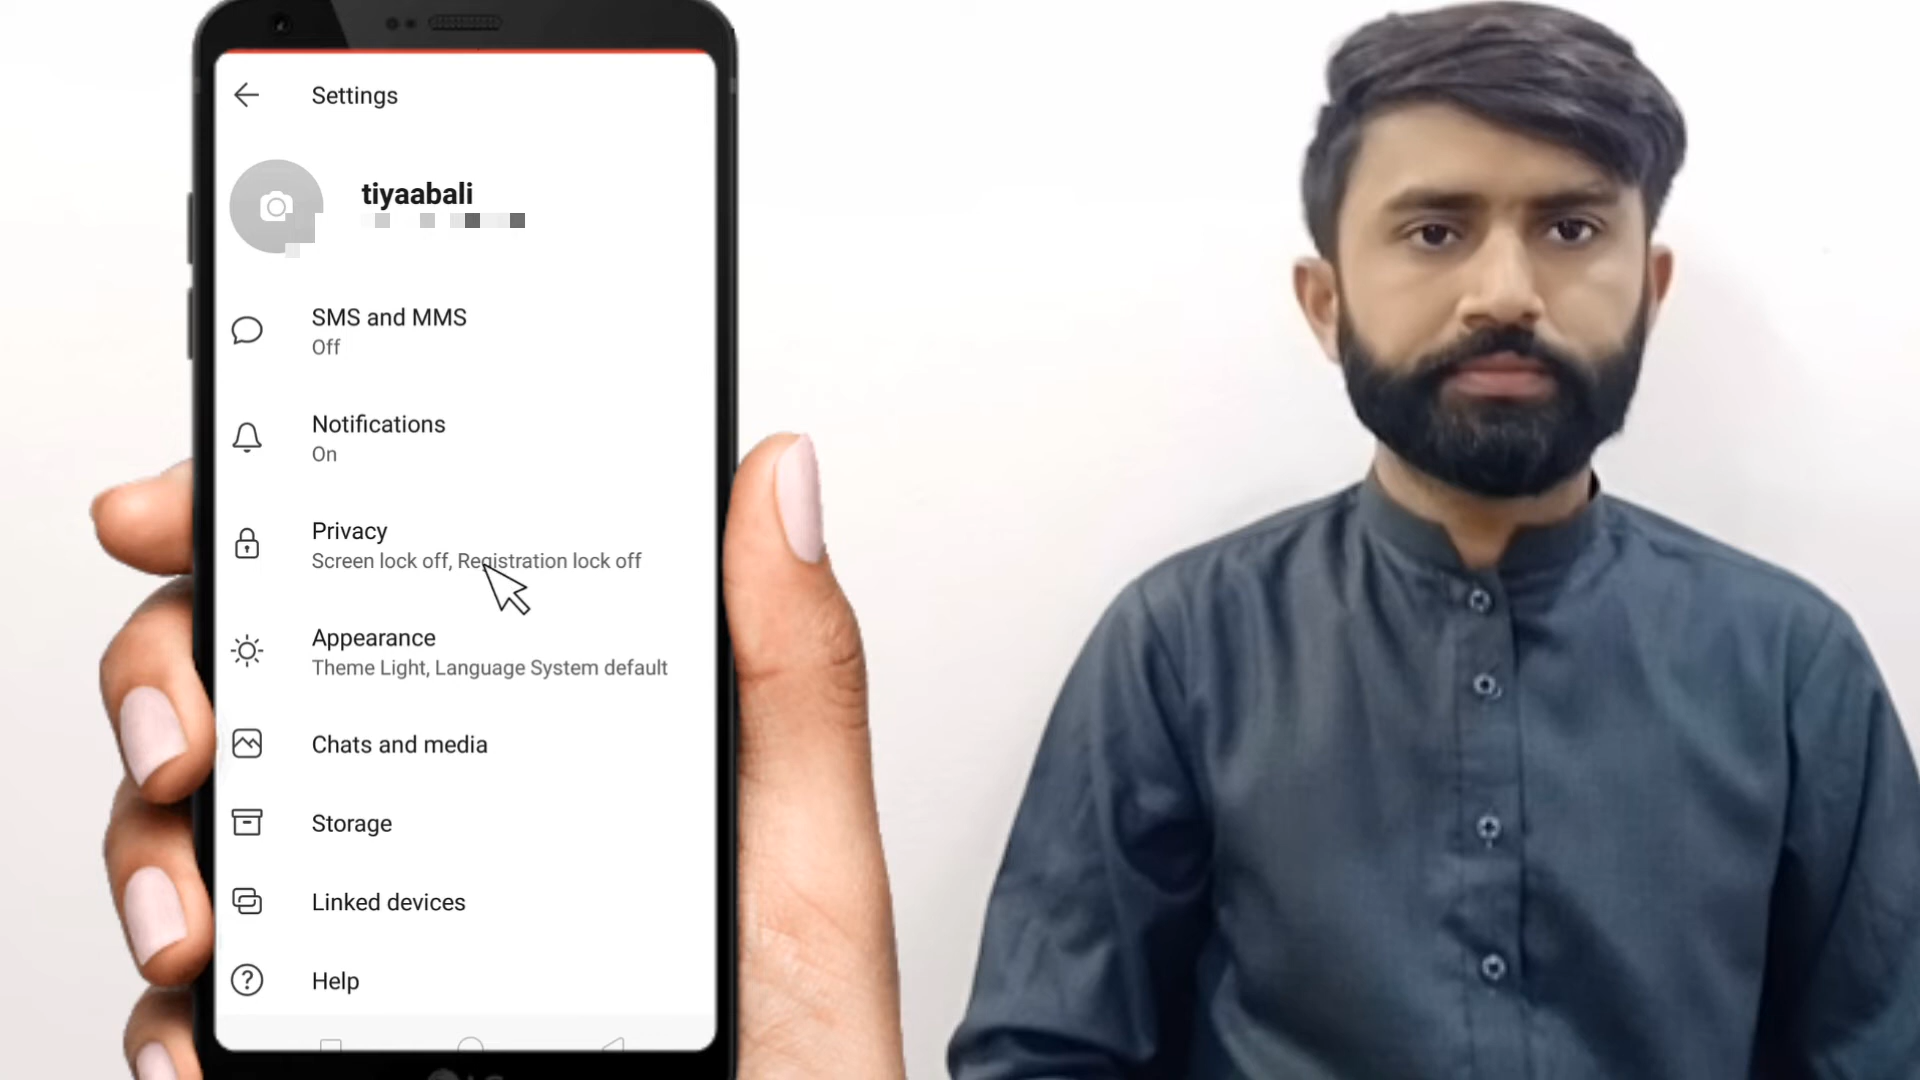 Settings
tiyaabali
SMS and MMS
Off
Notifications
On
Privacy
Screen lock off, Registration lock off
Appearance
Theme Light, Language System default
Chats and media
Storage
Linked devices
Help